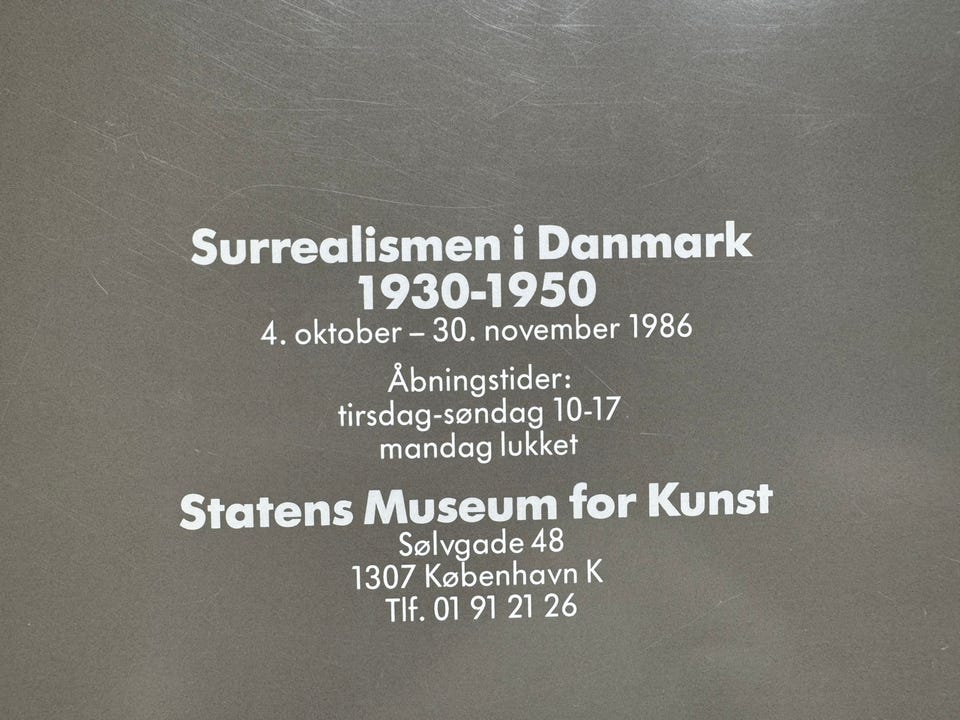 Surrealismen i Danmark
1930-1950
4. oktober – 30. november 1986
Åbningstider:
tirsdag-søndag 10-17
mandag lukket
Statens Museum for Kunst
Sølvgade 48
1307 København K
Tlf. 01 91 21 26